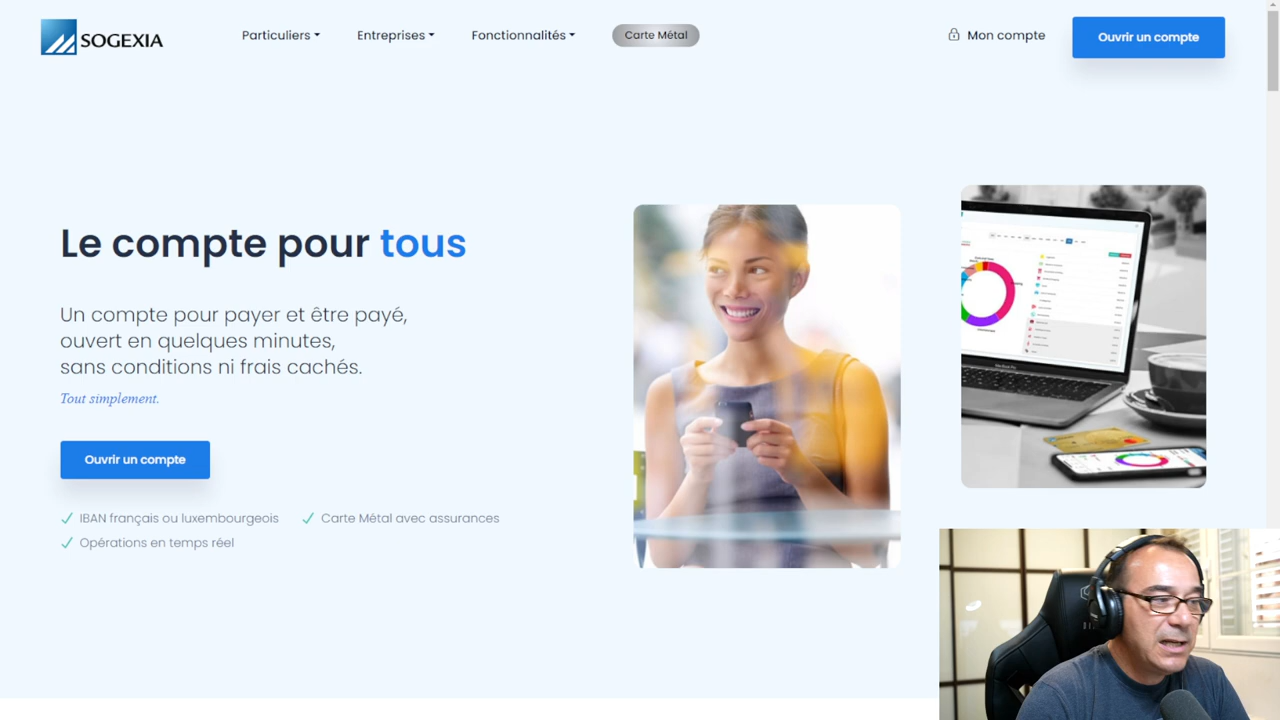 SOGEXIA
Particuliers
Entreprises
Fonctionnalités
Carte Métal
Mon compte
Ouvrir un compte
Le compte pour tous
Un compte pour payer et être payé,
ouvert en quelques minutes,
sans conditions ni frais cachés.
Tout simplement.
Ouvrir un compte
IBAN français ou luxembourgeois
Carte Métal avec assurances
Opérations en temps réel